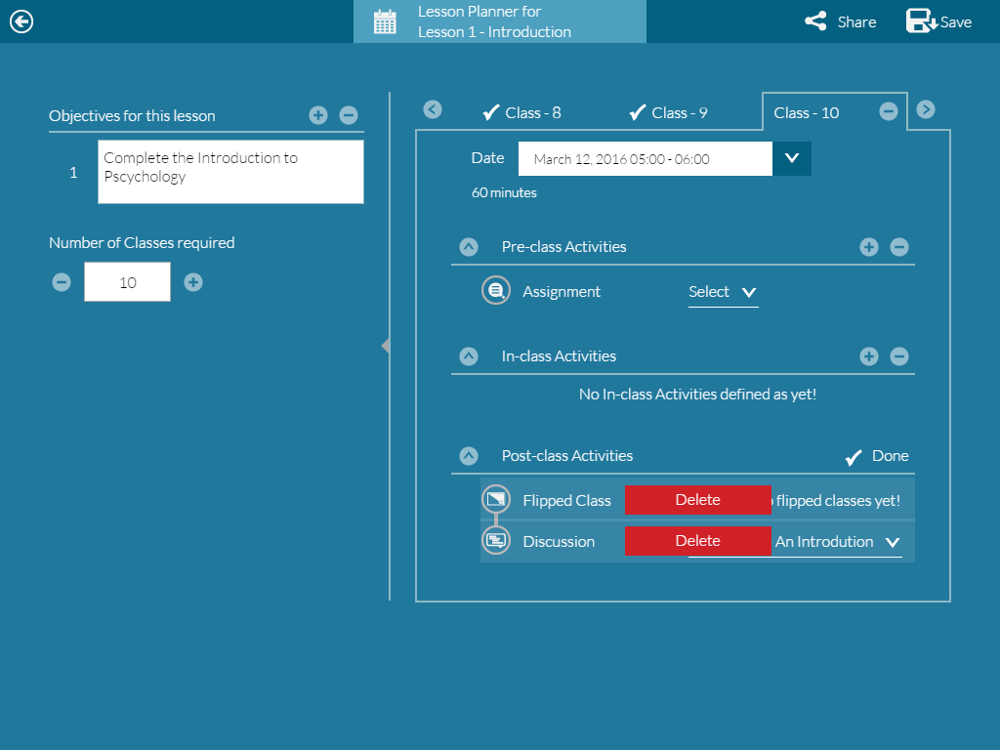 Lesson Planner for
Lesson 1 - Introduction
Share
Save
Objectives for this lesson
1
Complete the Introduction to
Pscychology
Number of Classes required
10
Class - 8
Class - 9
Class - 10
Date
March 12, 2016 05:00 - 06:00
60 minutes
Pre-class Activities
Assignment
Select
In-class Activities
No In-class Activities defined as yet!
Post-class Activities
Done
Flipped Class
Delete
flipped classes yet!
Discussion
Delete
An Introdution